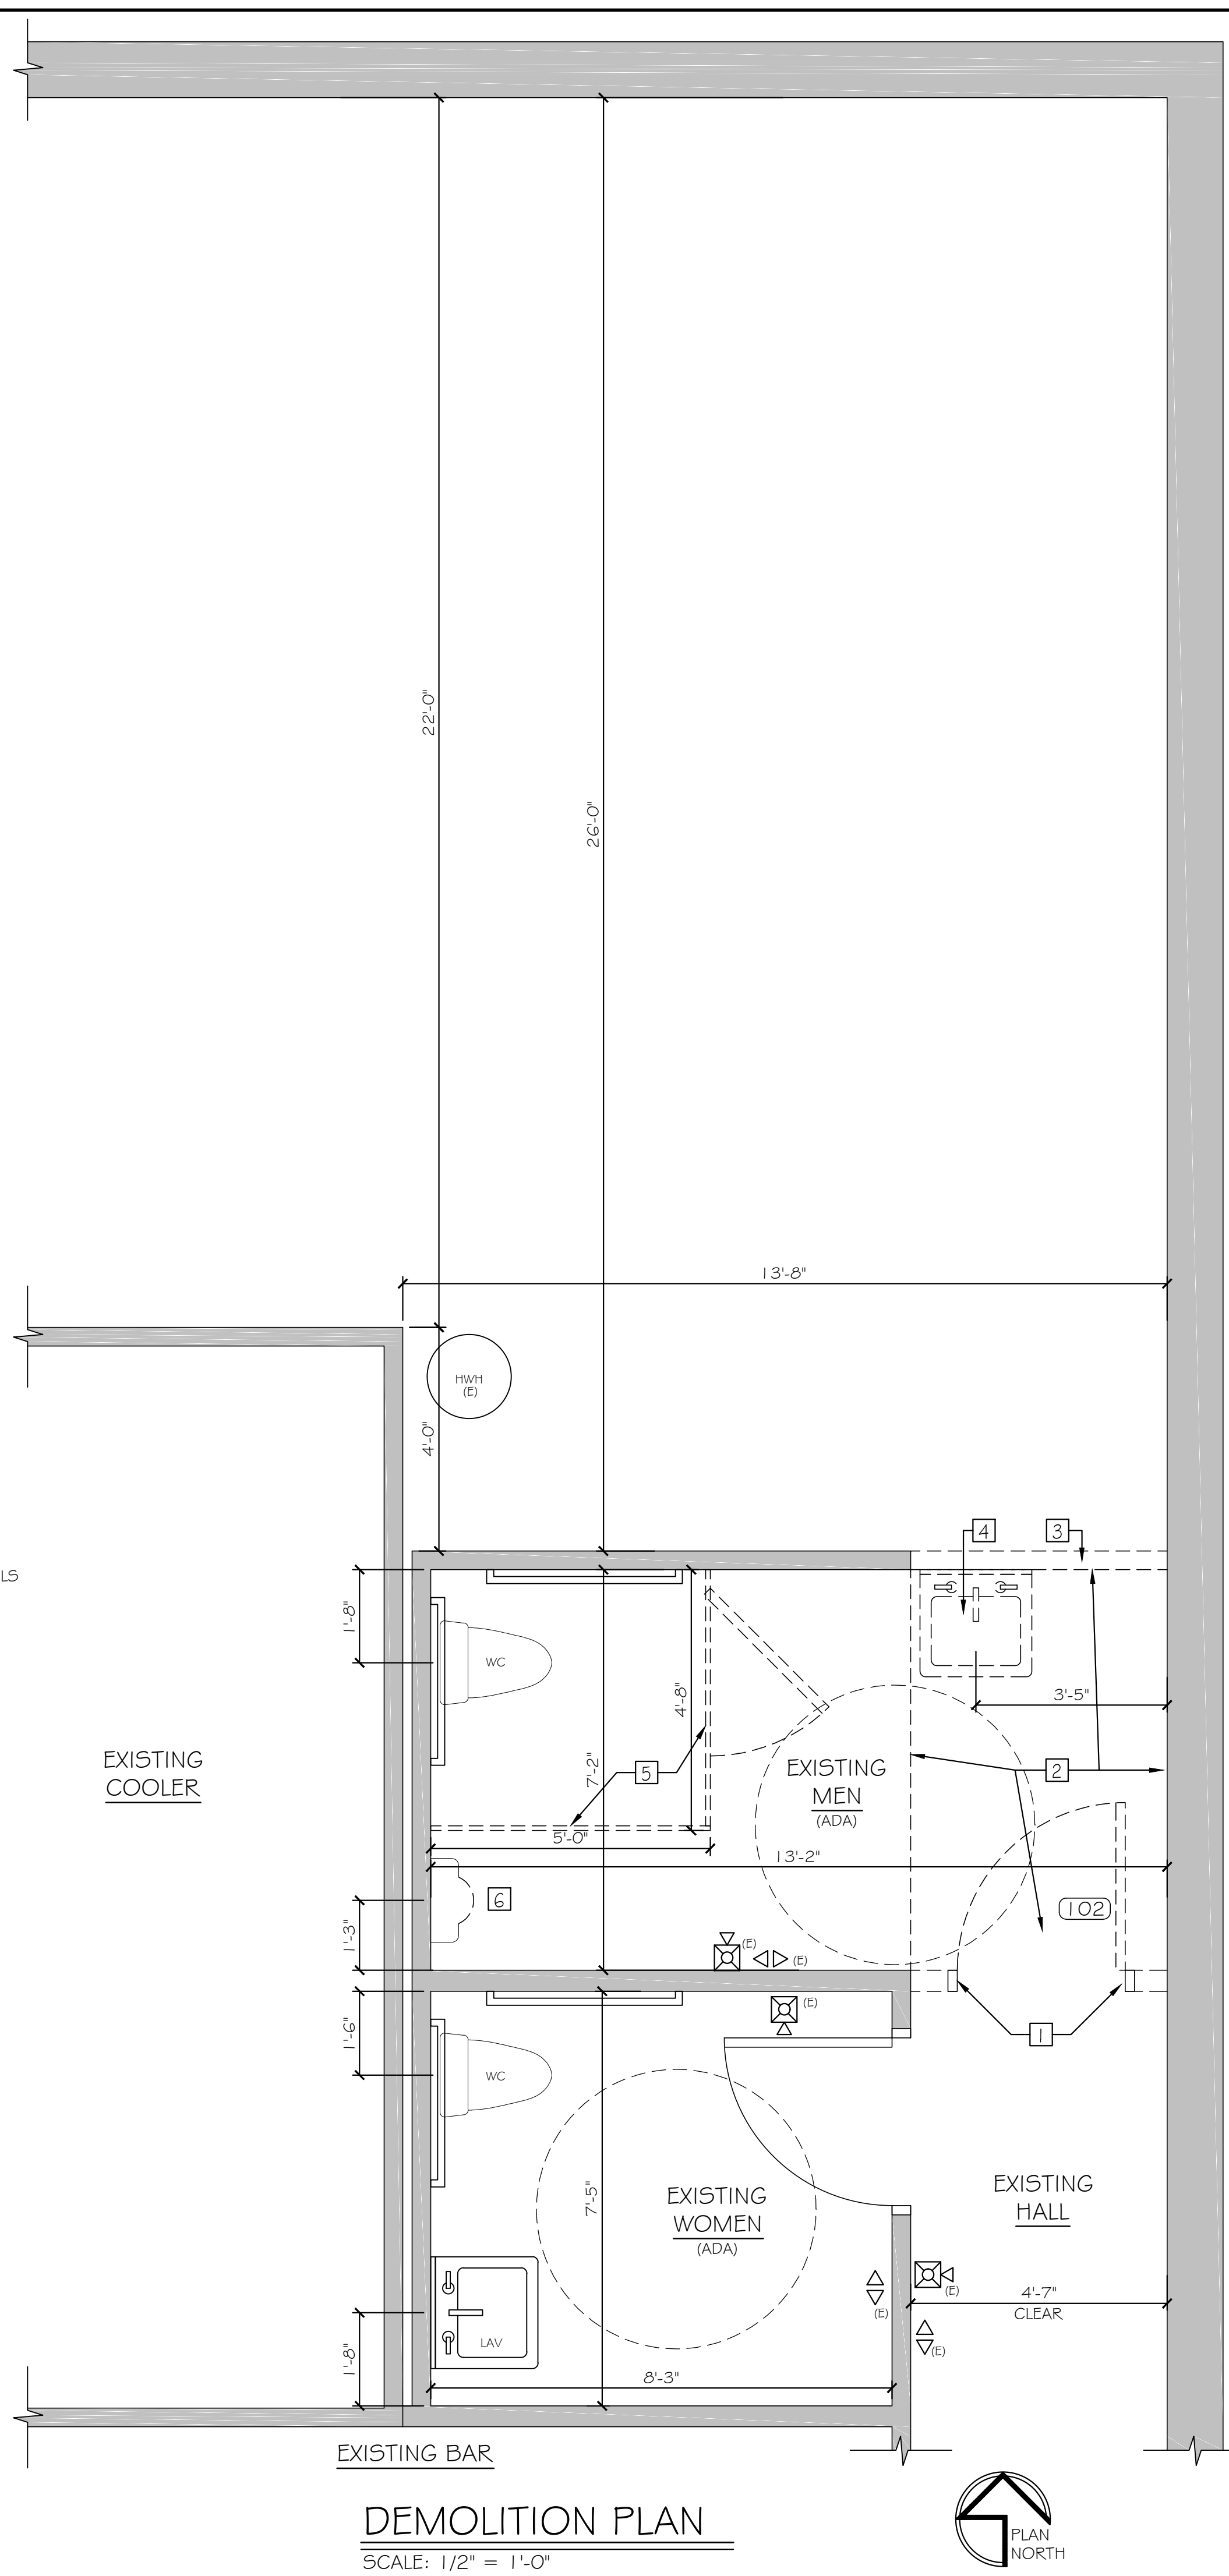 22'-0"
26'-0"
13'-8"
HWH
(E)
4'-0"
4
3
LS
1'-8"
WC
4'-8"
3'-5"
EXISTING
COOLER
7'-2"
5
EXISTING
MEN
(ADA)
2
5'-0"
13'-2"
6
102
1'-3"
(E)
(E)
(E)
1
1'-6"
WC
7'-5"
EXISTING
WOMEN
(ADA)
EXISTING
HALL
(E)
(E)
4'-7"
CLEAR
(E)
LAV
1'-8"
8'-3"
EXISTING BAR
DEMOLITION PLAN
SCALE: 1/2" = 1'-0"
PLAN
NORTH